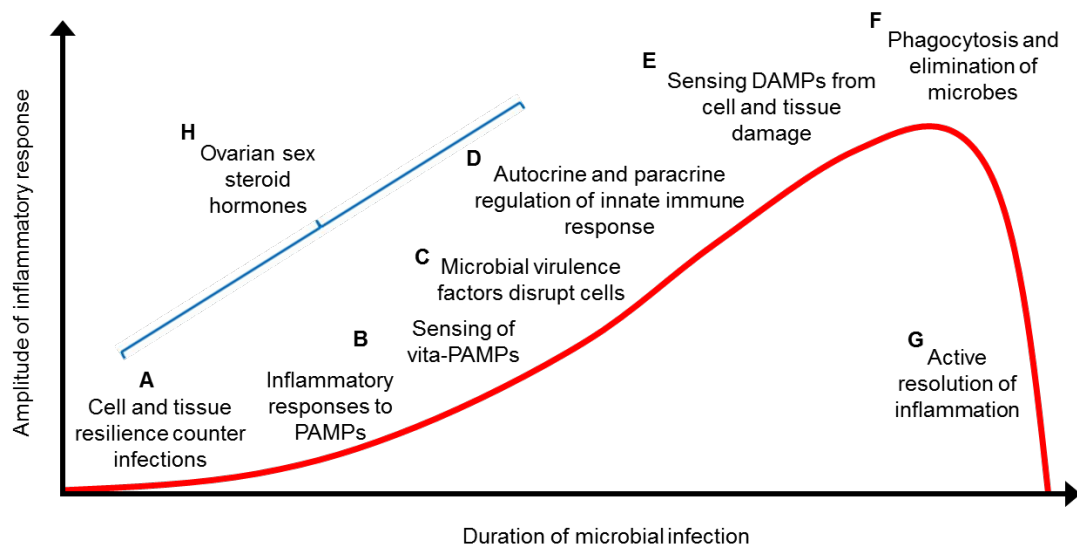 F
Phagocytosis and
elimination of
microbes
E
Sensing DAMPs from
cell and tissue
damage
H
Ovarian sex
steroid
hormones
D
Autocrine and paracrine
regulation of innate immune
response
C
Microbial virulence
factors disrupt cells
B
Sensing of
vita-PAMPs
Inflammatory
responses to
PAMPs
A
Cell and tissue
resilience counter
infections
G
Active
resolution of
inflammation
Amplitude of inflammatory response
Duration of microbial infection